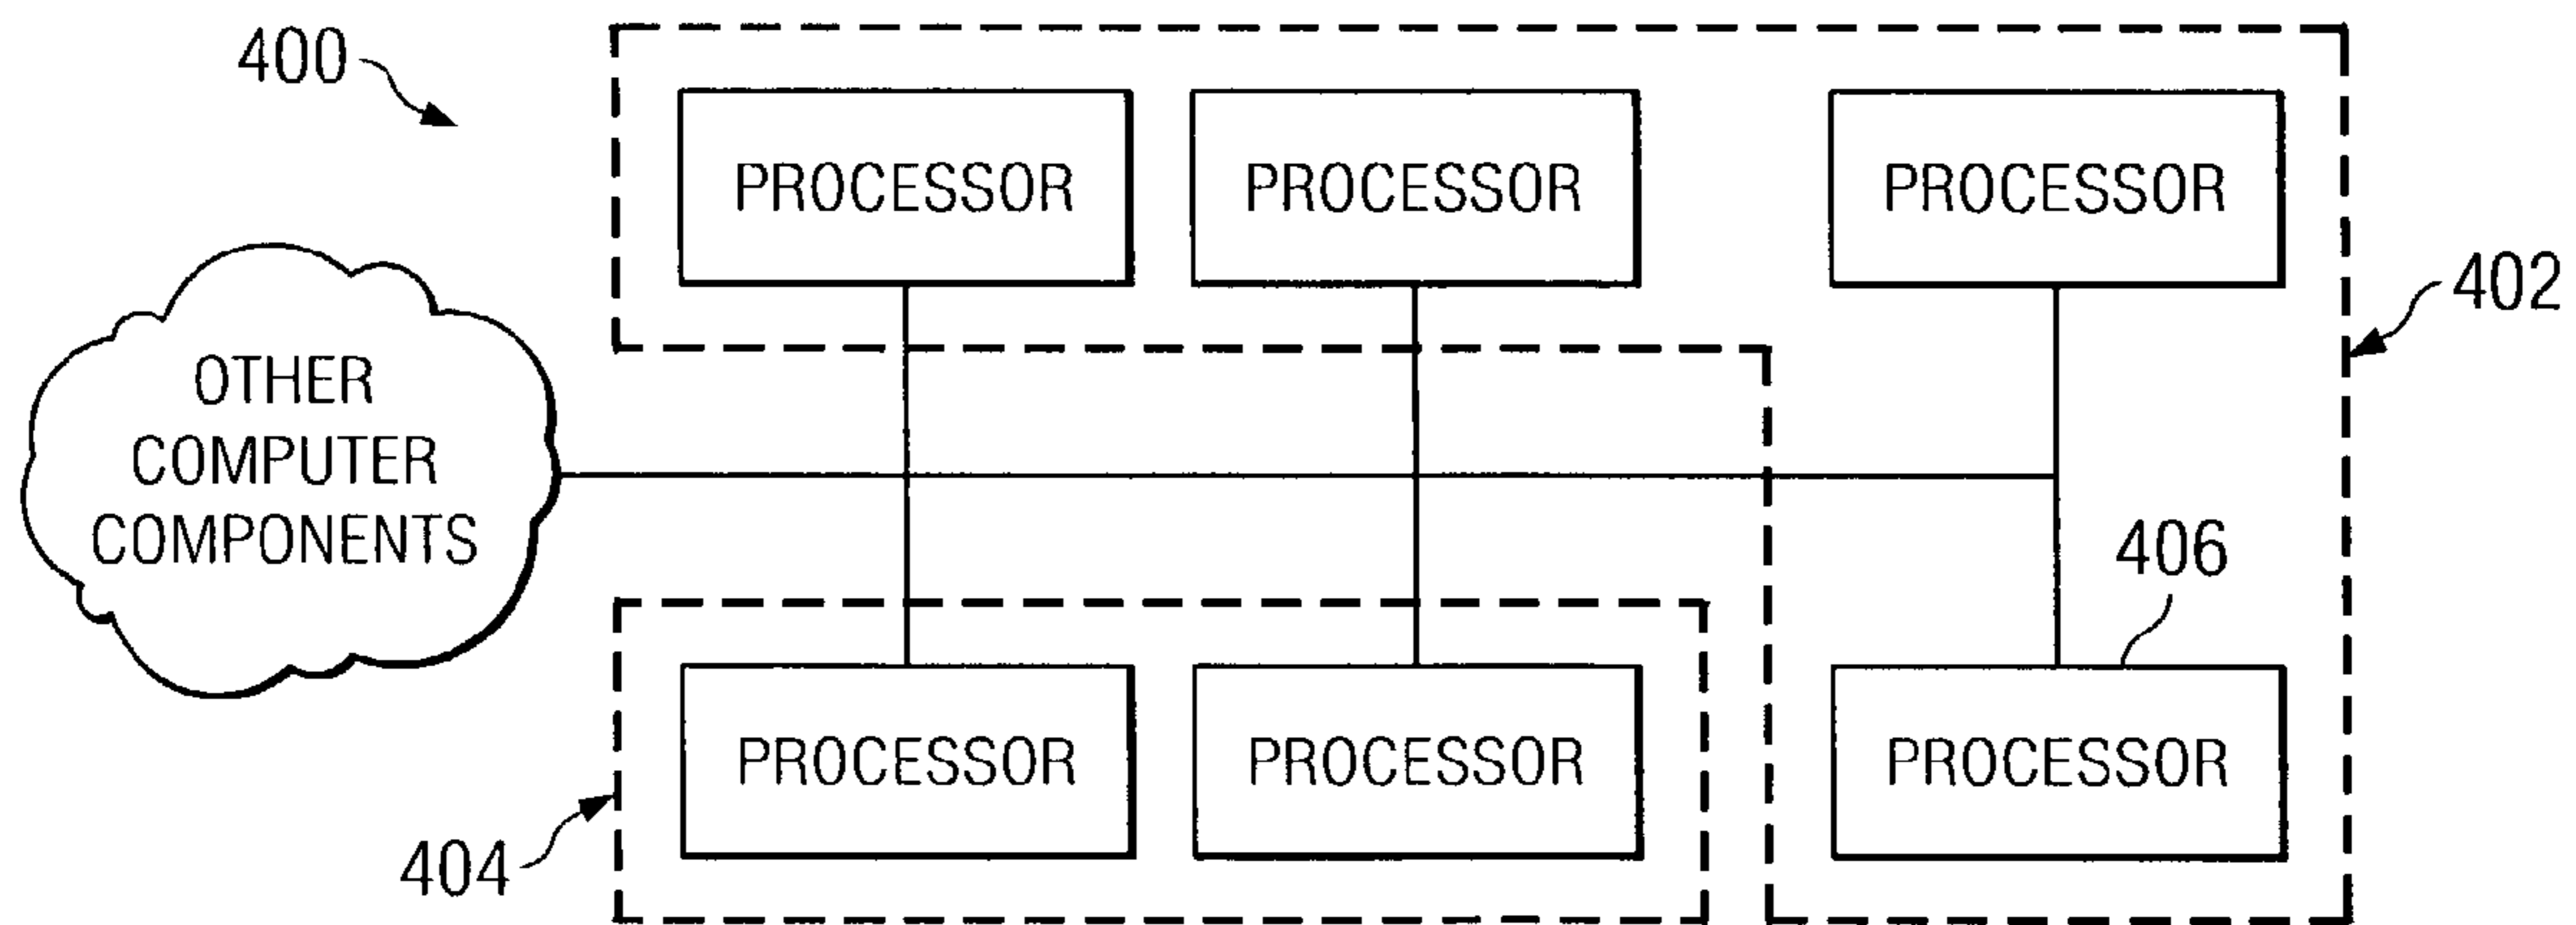 400
PROCESSOR
PROCESSOR
PROCESSOR
402
OTHER
COMPUTER
COMPONENTS
406
PROCESSOR
PROCESSOR
PROCESSOR
404